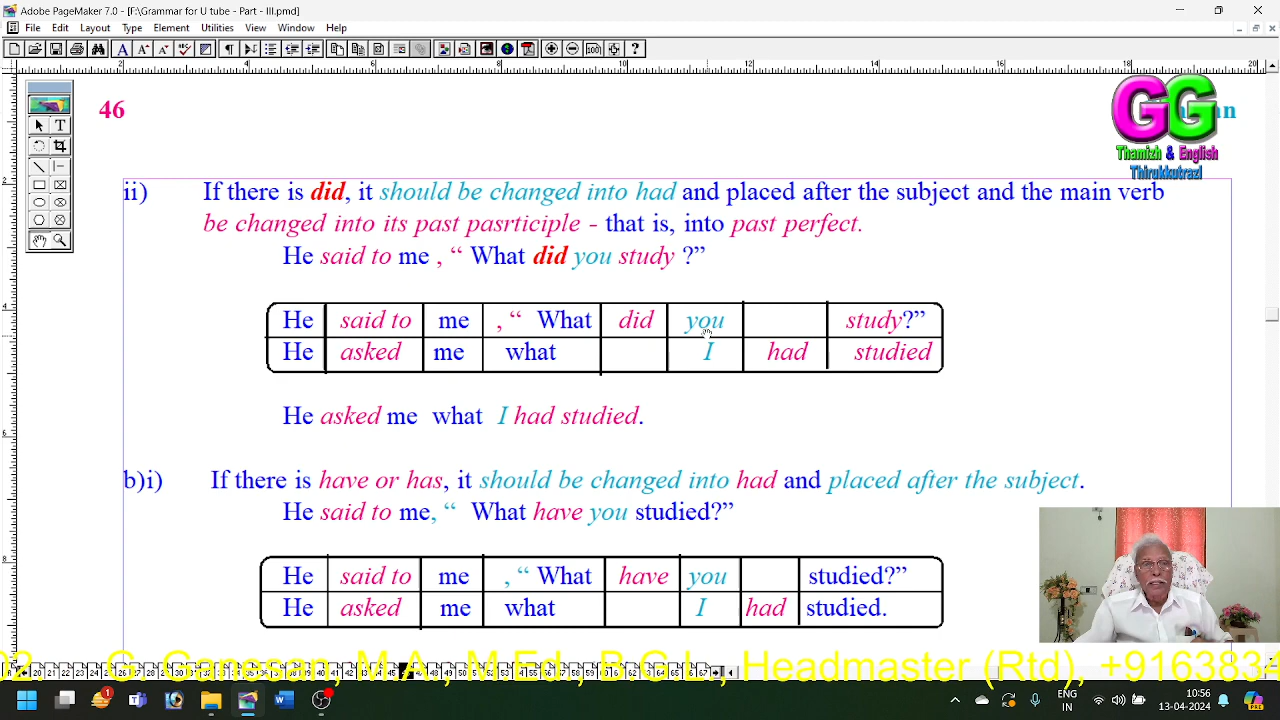 Adobe PageMaker 7.0 - [F:\Grammar for U tube - Part - III.pmd]
File Edit Layout Type Element Utilities View Window Help
46
GG
Thamizh & English
Thirukkutrazl
ii) If there is did, it should be changed into had and placed after the subject and the main verb
be changed into its past pasrticiple - that is, into past perfect.
He said to me , “ What did you study ?”
He said to me , “ What did you study?”
He asked me what I had studied
He asked me what I had studied.
b)i) If there is have or has, it should be changed into had and placed after the subject.
He said to me, “ What have you studied?”
He said to me , “ What have you studied?”
He asked me what I had studied.
G. Ganesan, M.A., M.Ed., B.G.L., Headmaster (Rtd), +9163834
ENG
IN
10:56
13-04-2024